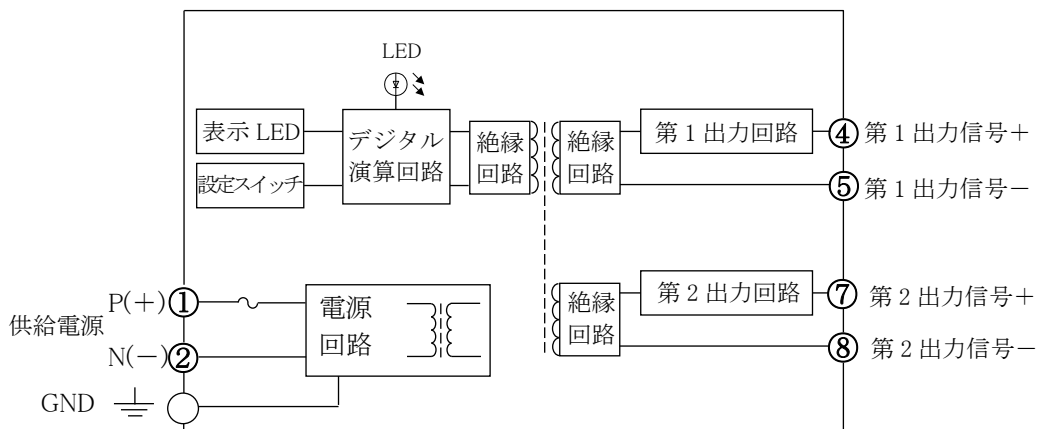 LED
表示 LED
設定スイッチ
デジタル
演算回路
絶縁
回路
絶縁
回路
第 1 出力回路
④ 第 1 出力信号+
⑤ 第 1 出力信号-
供給電源
P(+) ①
N(-) ②
GND
電源
回路
絶縁
回路
第 2 出力回路
⑦ 第 2 出力信号+
⑧ 第 2 出力信号-